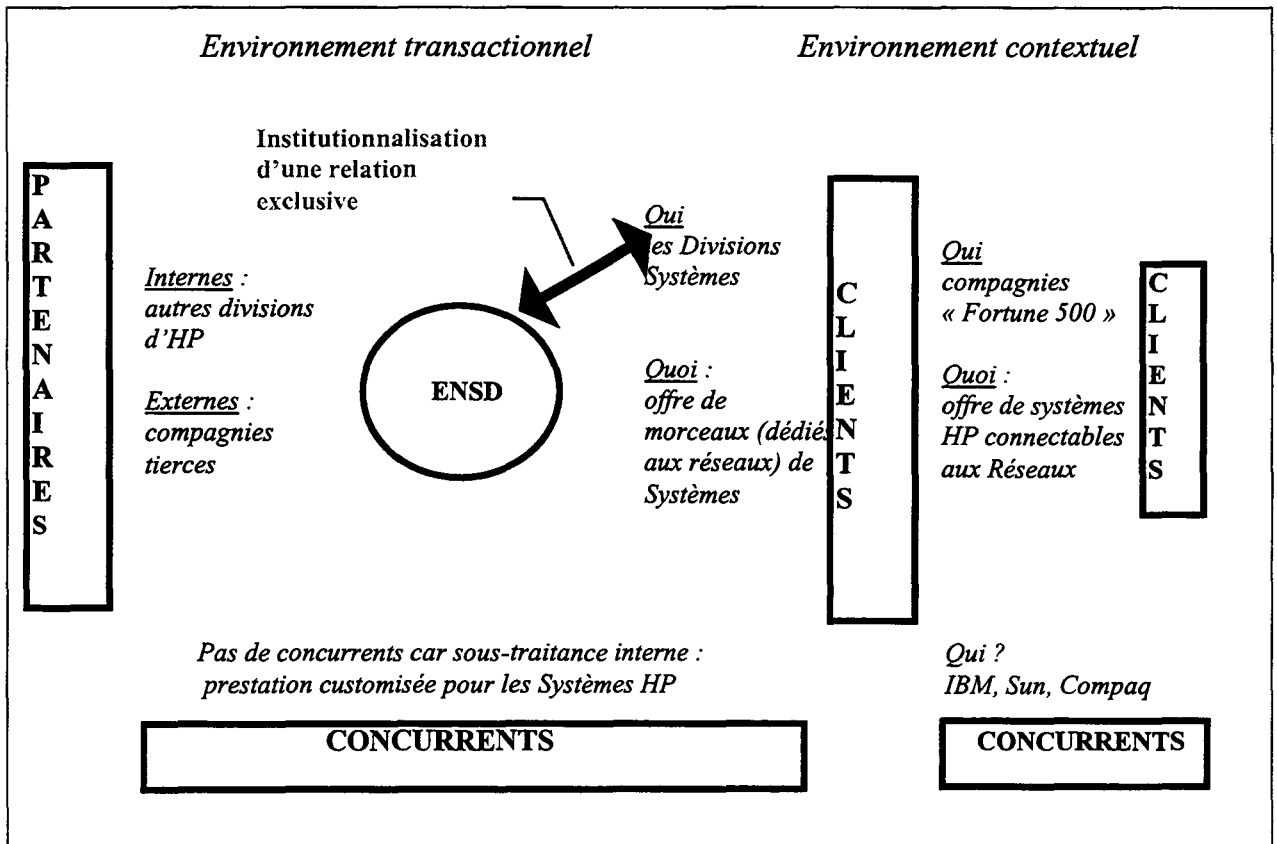 Environnement transactionnel
Environnement contextuel
Institutionnalisation
d'une relation
exclusive
PARTENAIRES
Internes :
autres divisions
d'HP
Externes :
compagnies
tierces
ENSD
Qui
les Divisions
Systèmes
Quoi :
offre de
morceaux (dédiés
aux réseaux) de
Systèmes
CLIENTS
Qui
compagnies
« Fortune 500 »
Quoi :
offre de systèmes
HP connectables
aux Réseaux
CLIENTS
Pas de concurrents car sous-traitance interne :
prestation customisée pour les Systèmes HP
CONCURRENTS
Qui ?
IBM, Sun, Compaq
CONCURRENTS